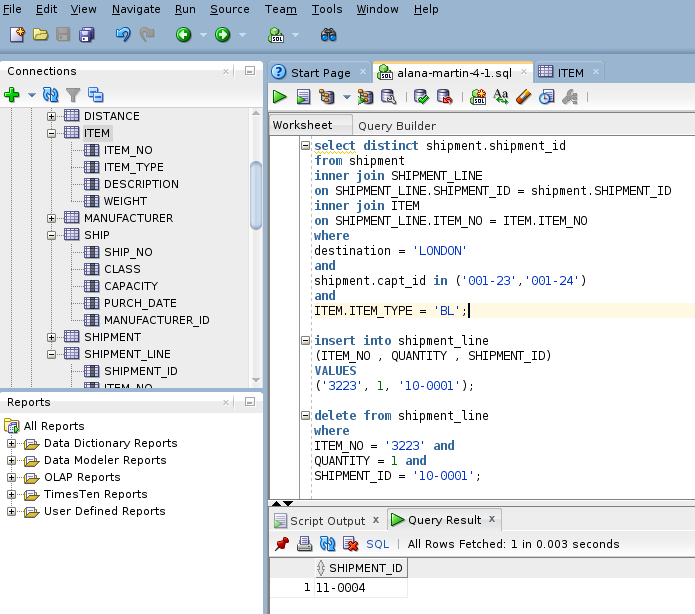 File Edit View Navigate Run Source Team Tools Window Help
Connections
DISTANCE
ITEM
ITEM_NO
ITEM_TYPE
DESCRIPTION
WEIGHT
MANUFACTURER
SHIP
SHIP_NO
CLASS
CAPACITY
PURCH_DATE
MANUFACTURER_ID
SHIPMENT
SHIPMENT_LINE
SHIPMENT_ID
ITEM_NO
Reports
All Reports
Data Dictionary Reports
Data Modeler Reports
OLAP Reports
TimesTen Reports
User Defined Reports
Start Page alana-martin-4-1.sql ITEM
Worksheet Query Builder
select distinct shipment.shipment_id
from shipment
inner join SHIPMENT_LINE
on SHIPMENT_LINE.SHIPMENT_ID = shipment.SHIPMENT_ID
inner join ITEM
on SHIPMENT_LINE.ITEM_NO = ITEM.ITEM_NO
where
destination = 'LONDON'
and
shipment.capt_id in ('001-23','001-24')
and
ITEM.ITEM_TYPE = 'BL';
insert into shipment_line
(ITEM_NO , QUANTITY , SHIPMENT_ID)
VALUES
('3223', 1, '10-0001');
delete from shipment_line
where
ITEM_NO = '3223' and
QUANTITY = 1 and
SHIPMENT_ID = '10-0001';
Script Output Query Result
SQL All Rows Fetched: 1 in 0.003 seconds
SHIPMENT_ID
1 11-0004